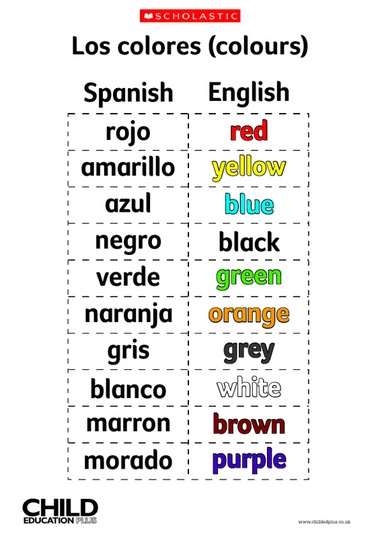 SCHOLASTIC
Los colores (colours)
Spanish English
rojo red
amarillo yellow
azul blue
negro black
verde green
naranja orange
gris grey
blanco white
marron brown
morado purple
CHILD
EDUCATION PLUS
www.childedplus.co.uk